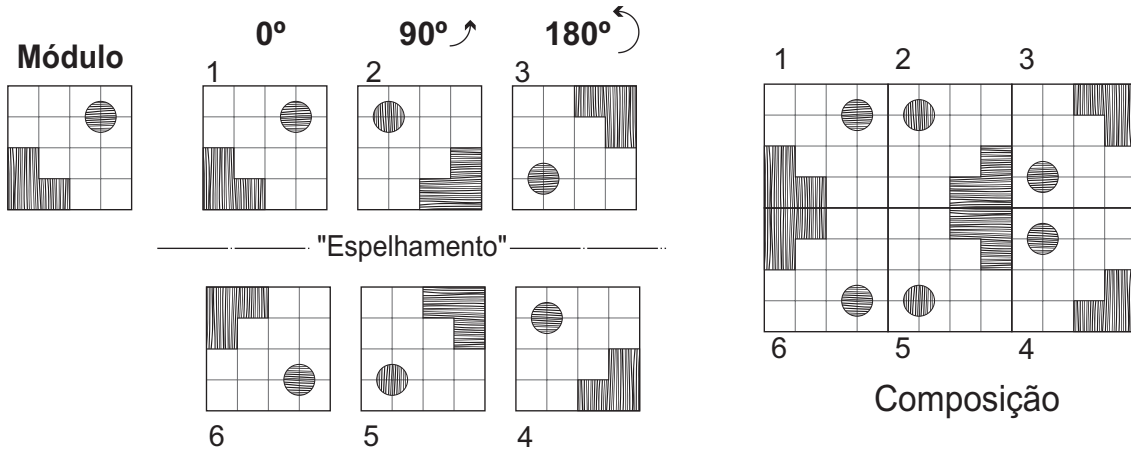 0º 90º 180º
Módulo
1 2 3
1 2 3
"Espelhamento"
6 5 4
6 5 4
Composição